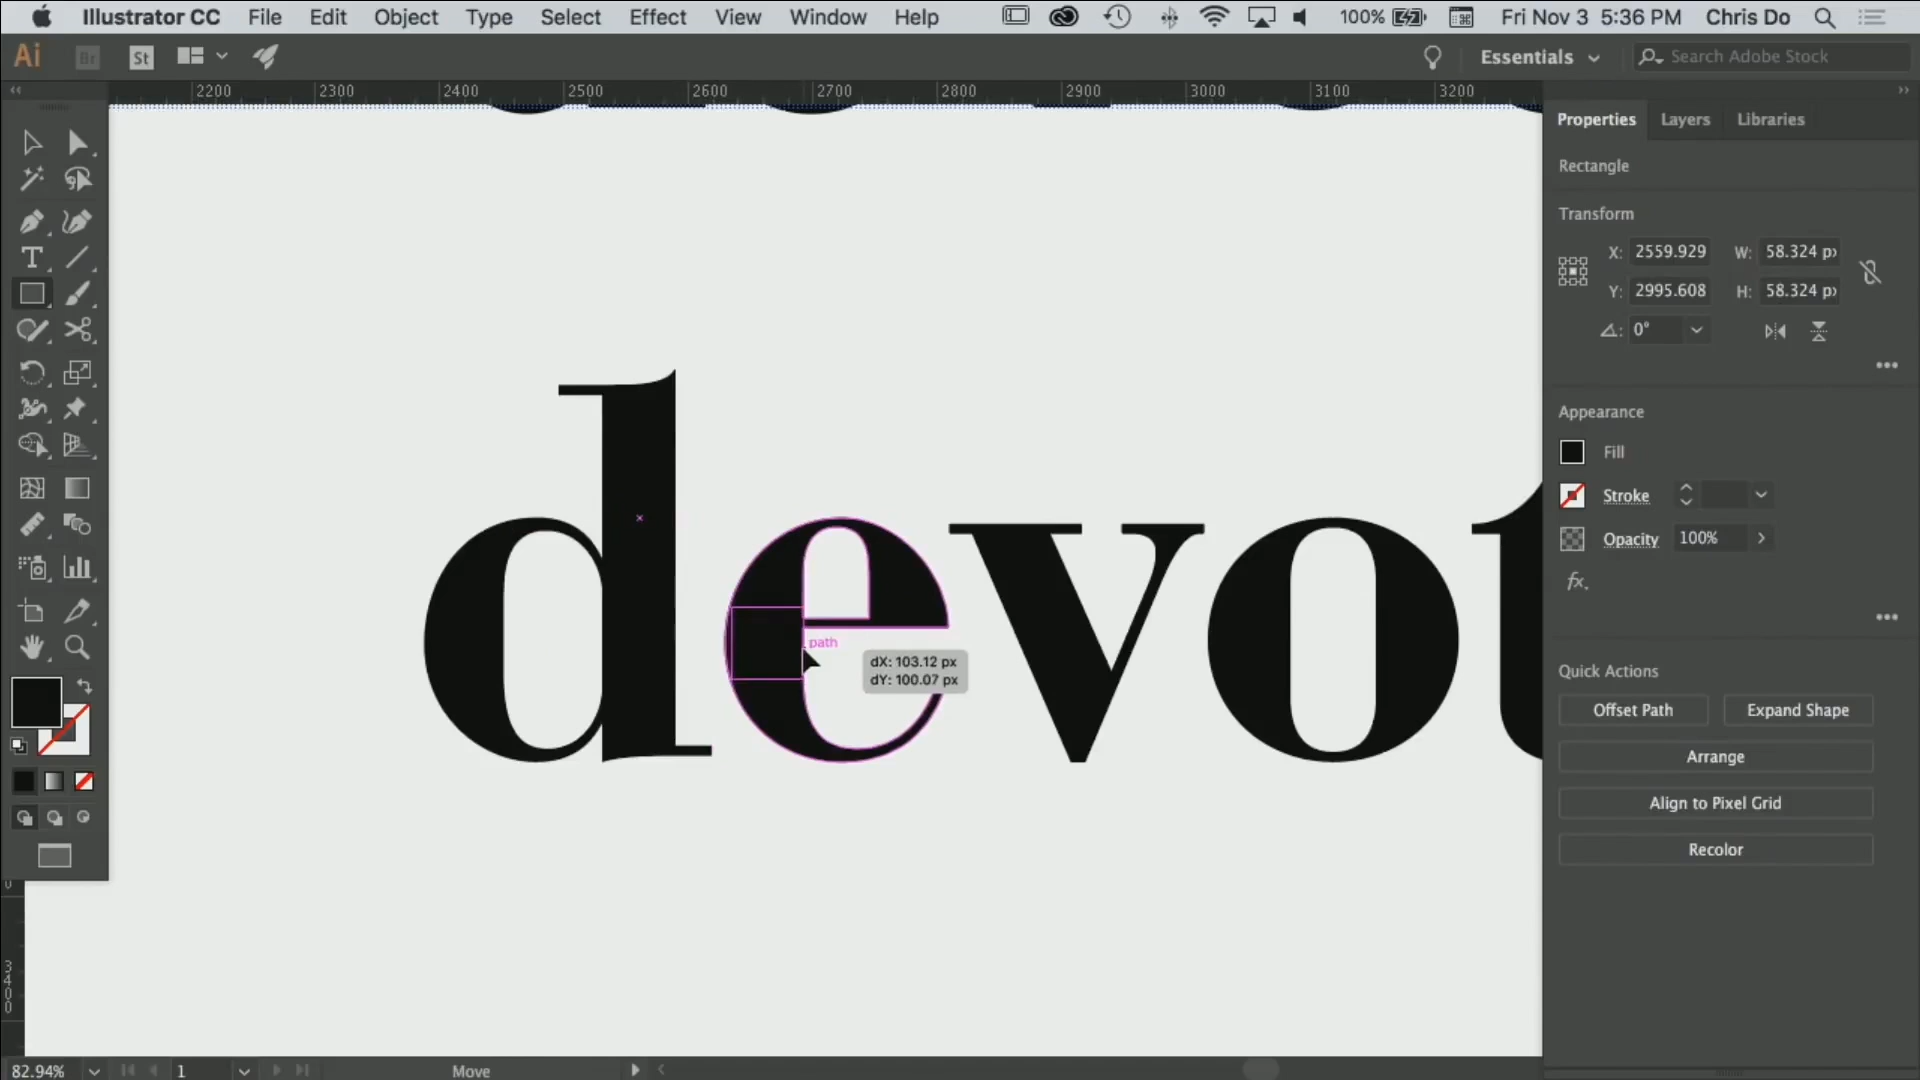 Illustrator CC File Edit Object Type Select Effect View Window Help 100% Fri Nov 3 5:36 PM Chris Do
Ai Br St Essentials Search Adobe Stock
2200 2300 2400 2500 2600 2700 2800 2900 3000 3100 3200
Properties Layers Libraries
Rectangle
Transform
X: 2559.929 W: 58.324 px
Y: 2995.608 H: 58.324 px
0°
Appearance
Fill
Stroke
Opacity 100%
fx.
devot
path
dX: 103.12 px
dY: 100.07 px
Quick Actions
Offset Path Expand Shape
Arrange
Align to Pixel Grid
Recolor
3400
82.94% 1 Move